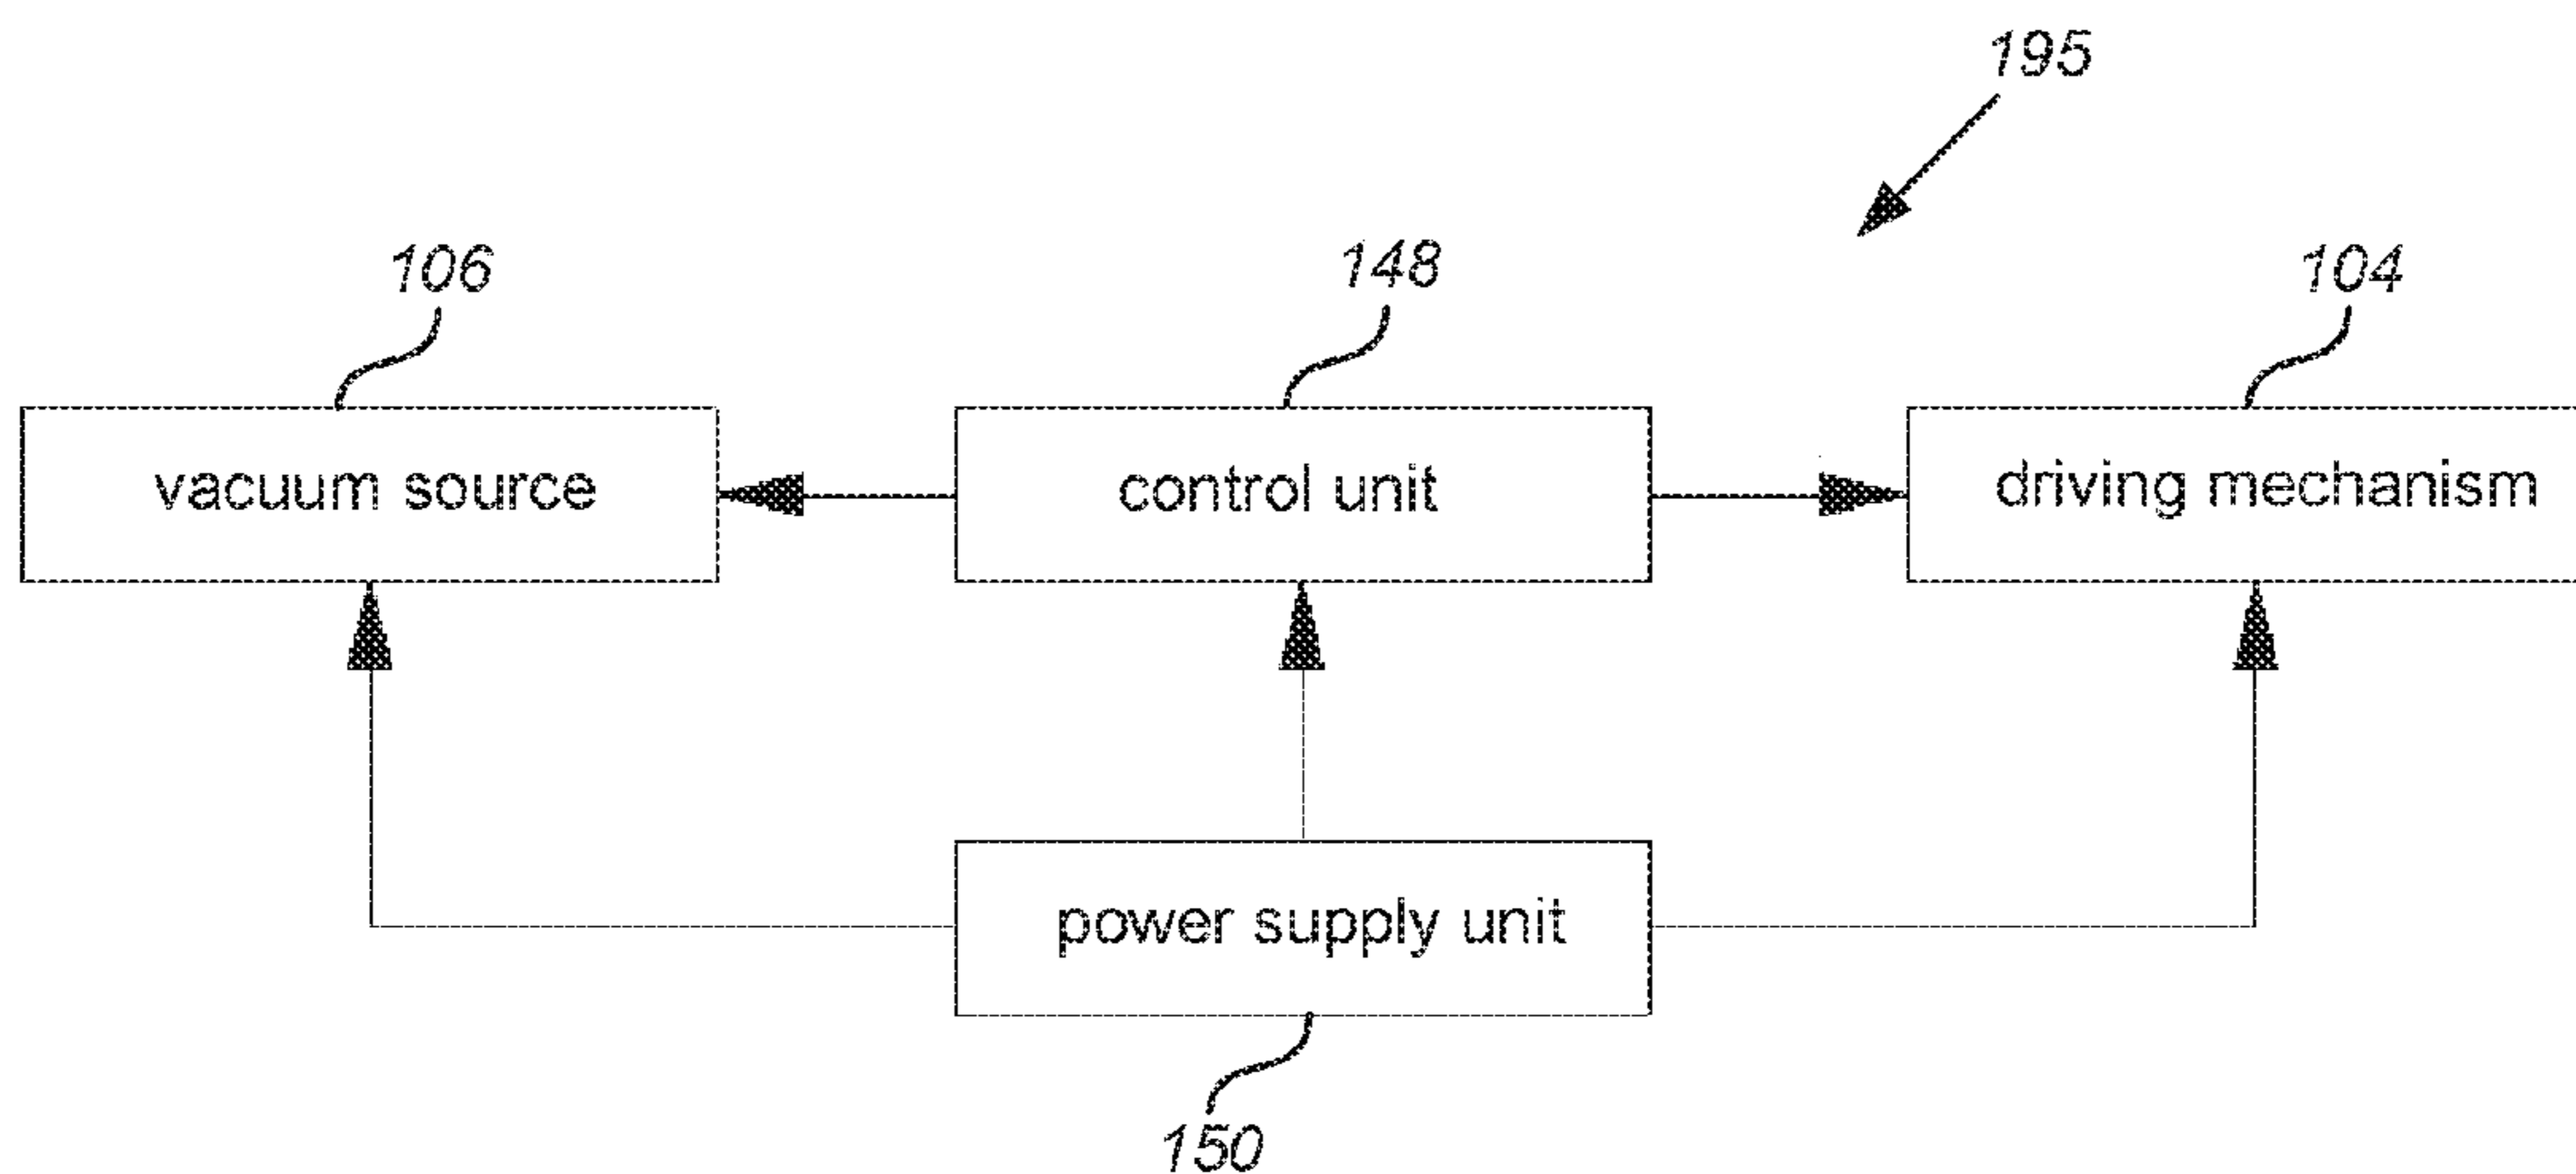 195
106
148
104
vacuum source
control unit
driving mechanism
power supply unit
150